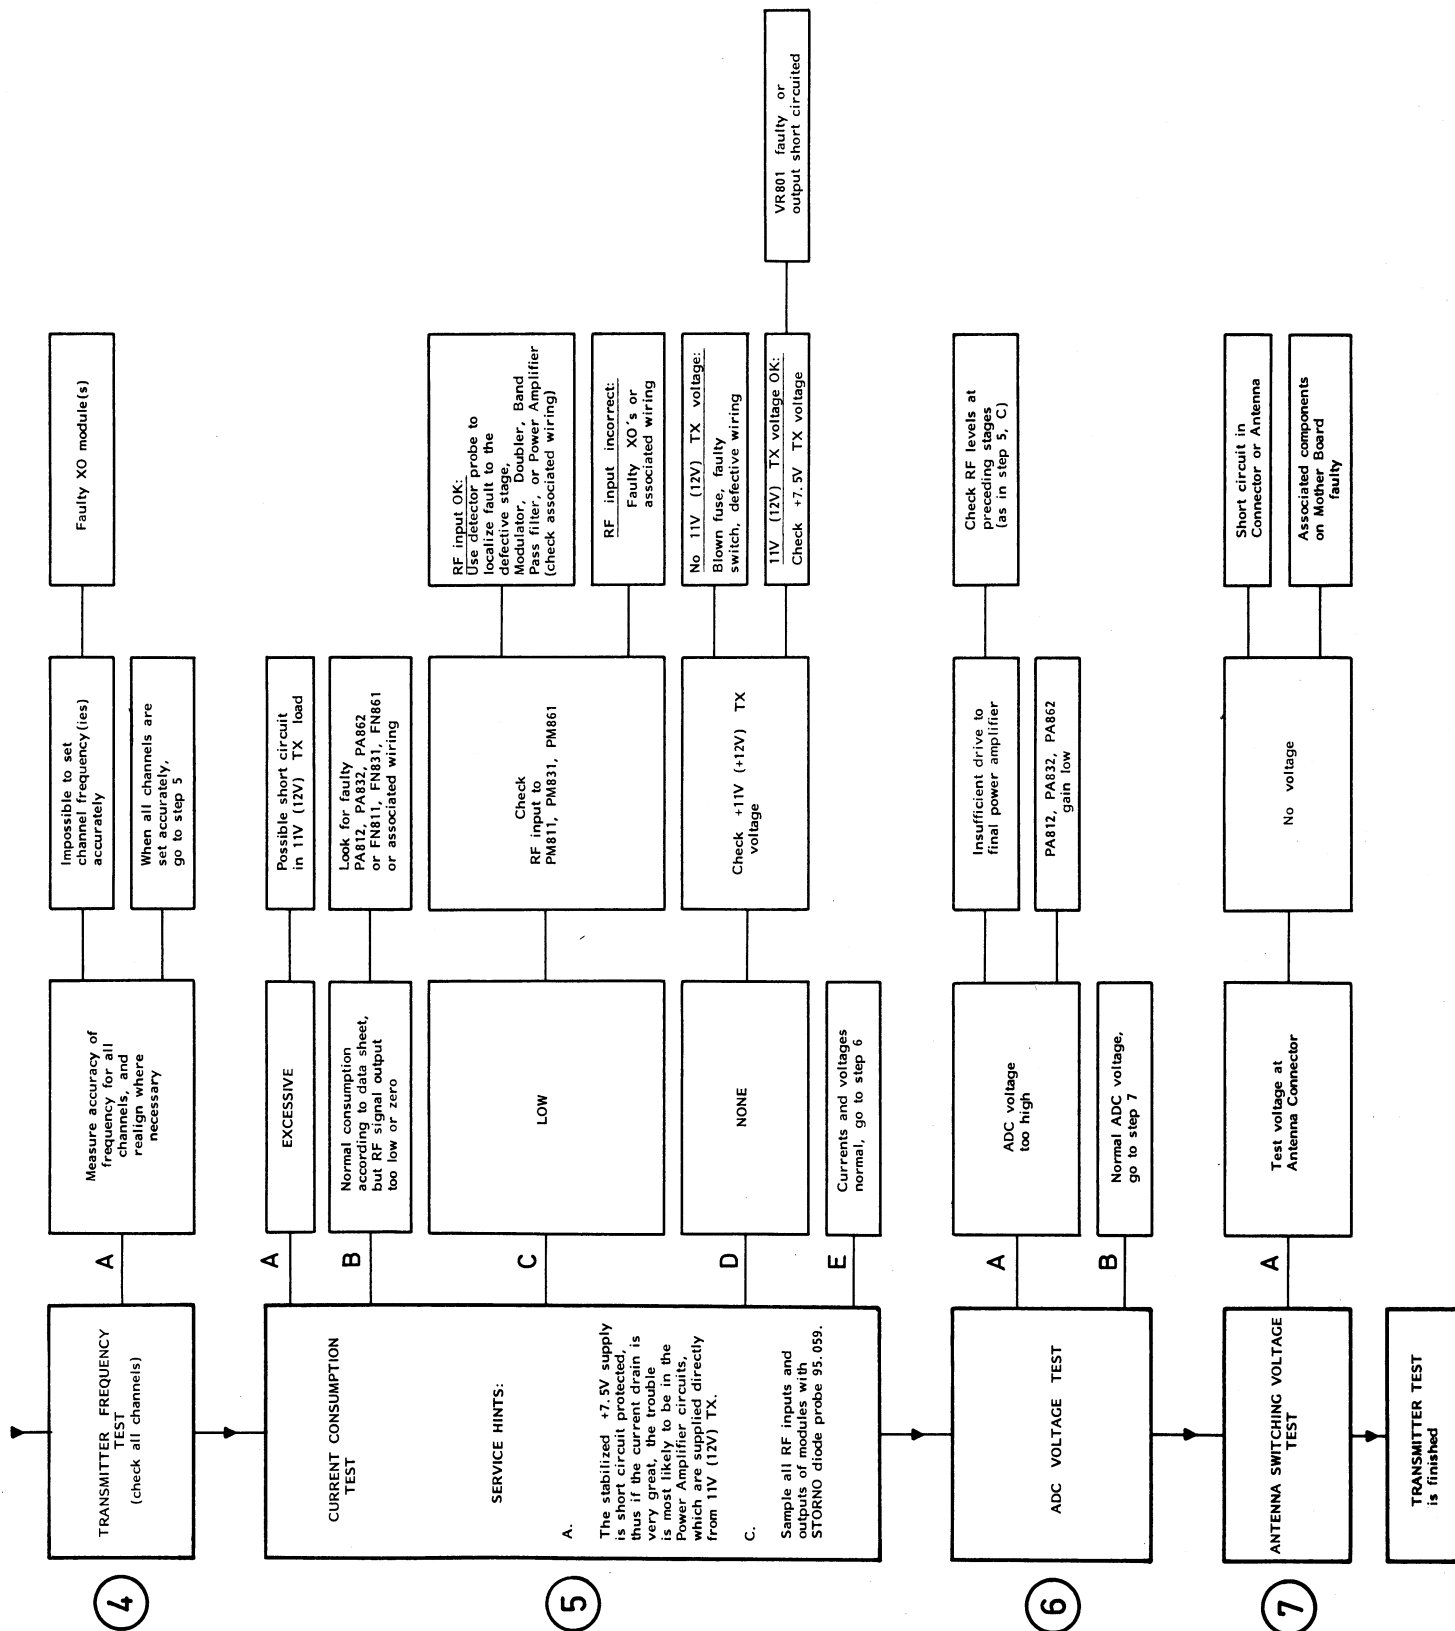 4
TRANSMITTER FREQUENCY
TEST
(check all channels)
A
Measure accuracy of
frequency for all
channels, and
realign where
necessary
Impossible to set
channel frequency(ies)
accurately
Faulty XO module(s)
When all channels are
set accurately,
go to step 5
5
CURRENT CONSUMPTION
TEST
SERVICE HINTS:
A.
The stabilized +7.5V supply
is short circuit protected,
thus if the current drain is
very great, the trouble
is most likely to be in the
Power Amplifier circuits,
which are supplied directly
from 11V (12V) TX.
C.
Sample all RF inputs and
outputs of modules with
STORNO diode probe 95.059.
A
EXCESSIVE
Possible short circuit
in 11V (12V) TX load
B
Normal consumption
according to data sheet,
but RF signal output
too low or zero
Look for faulty
PA812, PA832, PA862
or FN811, FN831, FN861
or associated wiring
C
LOW
Check
RF input to
PM811, PM831, PM861
RF input OK:
Use detector probe to
localize fault to the
defective stage,
Modulator, Doubler, Band
Pass filter, or Power Amplifier
(check associated wiring)
RF input incorrect:
Faulty XO's or
associated wiring
D
NONE
Check +11V (+12V) TX
voltage
No 11V (12V) TX voltage:
Blown fuse, faulty
switch, defective wiring
11V (12V) TX voltage OK:
Check +7.5V TX voltage
VR801 faulty or
output short circuited
E
Currents and voltages
normal, go to step 6
6
ADC VOLTAGE TEST
A
ADC voltage
too high
Insufficient drive to
final power amplifier
Check RF levels at
preceding stages
(as in step 5, C)
PA812, PA832, PA862
gain low
B
Normal ADC voltage,
go to step 7
7
ANTENNA SWITCHING VOLTAGE
TEST
A
Test voltage at
Antenna Connector
No voltage
Short circuit in
Connector or Antenna
Associated components
on Mother Board
faulty
TRANSMITTER TEST
is finished